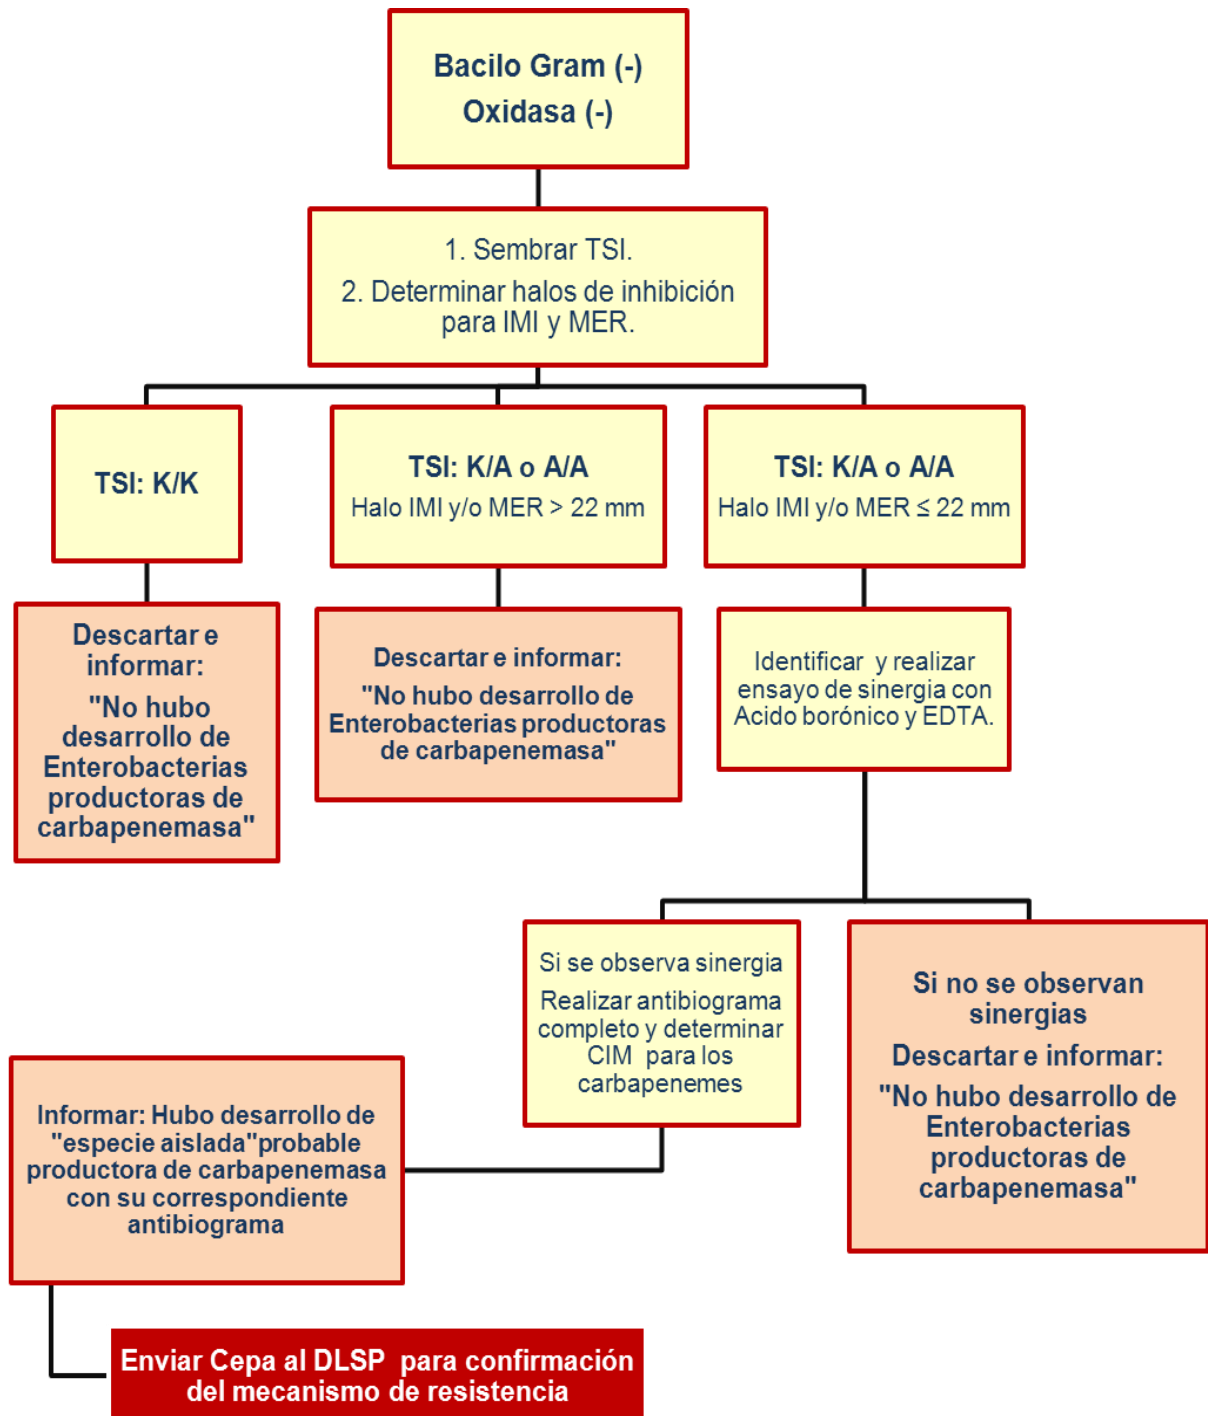 Bacilo Gram (-)
Oxidasa (-)
1. Sembrar TSI.
2. Determinar halos de inhibición
para IMI y MER.
TSI: K/K
TSI: K/A o A/A
Halo IMI y/o MER > 22 mm
TSI: K/A o A/A
Halo IMI y/o MER ≤ 22 mm
Descartar e
informar:
"No hubo
desarrollo de
Enterobacterias
productoras de
carbapenemasa"
Descartar e informar:
"No hubo desarrollo de
Enterobacterias productoras
de carbapenemasa"
Identificar y realizar
ensayo de sinergia con
Acido borónico y EDTA.
Si se observa sinergia
Realizar antibiograma
completo y determinar
CIM para los
carbapenemes
Si no se observan
sinergias
Descartar e informar:
"No hubo desarrollo de
Enterobacterias
productoras de
carbapenemasa"
Informar: Hubo desarrollo de
"especie aislada"probable
productora de carbapenemasa
con su correspondiente
antibiograma
Enviar Cepa al DLSP para confirmación
del mecanismo de resistencia